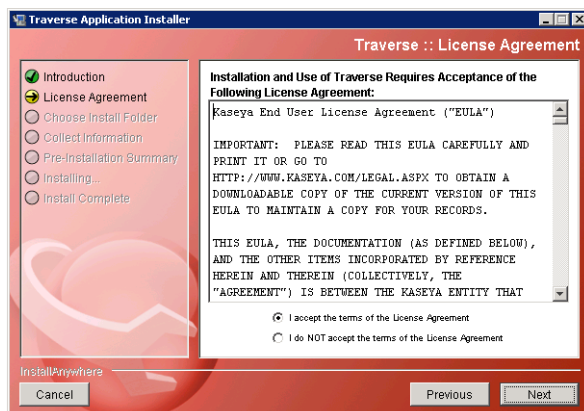 Traverse Application Installer
Traverse :: License Agreement
Introduction
License Agreement
Choose Install Folder
Collect Information
Pre-Installation Summary
Installing...
Install Complete
Installation and Use of Traverse Requires Acceptance of the
Following License Agreement:
Kaseya End User License Agreement ("EULA")
IMPORTANT: PLEASE READ THIS EULA CAREFULLY AND
PRINT IT OR GO TO
HTTP://WWW.KASEYA.COM/LEGAL.ASPX TO OBTAIN A
DOWNLOADABLE COPY OF THE CURRENT VERSION OF THIS
EULA TO MAINTAIN A COPY FOR YOUR RECORDS.
THIS EULA, THE DOCUMENTATION (AS DEFINED BELOW),
AND THE OTHER ITEMS INCORPORATED BY REFERENCE
HEREIN AND THEREIN (COLLECTIVELY, THE
"AGREEMENT") IS BETWEEN THE KASEYA ENTITY THAT
I accept the terms of the License Agreement
I do NOT accept the terms of the License Agreement
InstallAnywhere
Cancel
Previous
Next